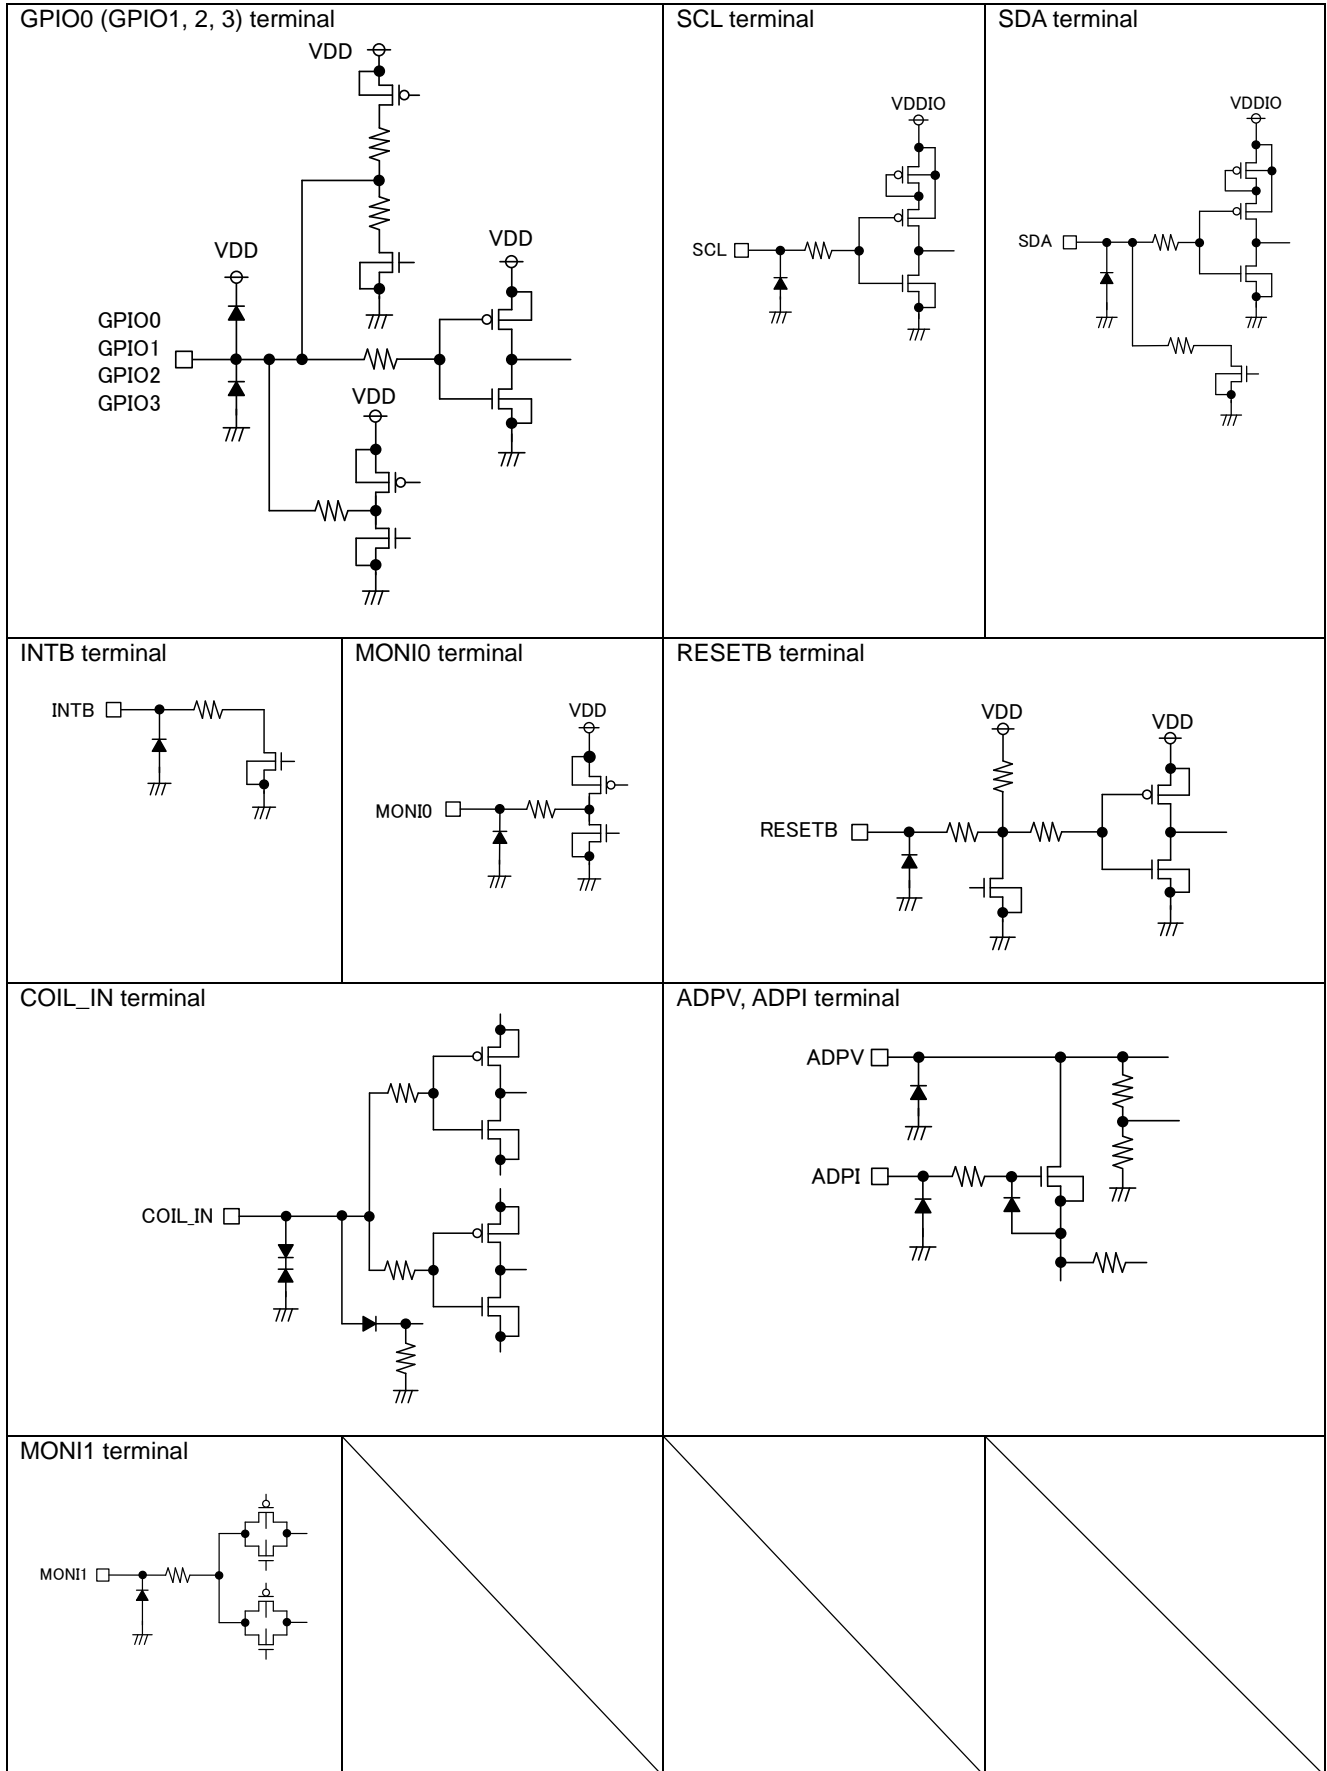 GPIO0 (GPIO1, 2, 3) terminal
VDD
VDD
VDD
GPIO0
GPIO1
GPIO2
GPIO3
VDD
SCL terminal
VDDIO
SCL
SDA terminal
VDDIO
SDA
INTB terminal
INTB
MONI0 terminal
VDD
MONI0
RESETB terminal
VDD
VDD
RESETB
COIL_IN terminal
COIL_IN
ADPV, ADPI terminal
ADPV
ADPI
MONI1 terminal
MONI1